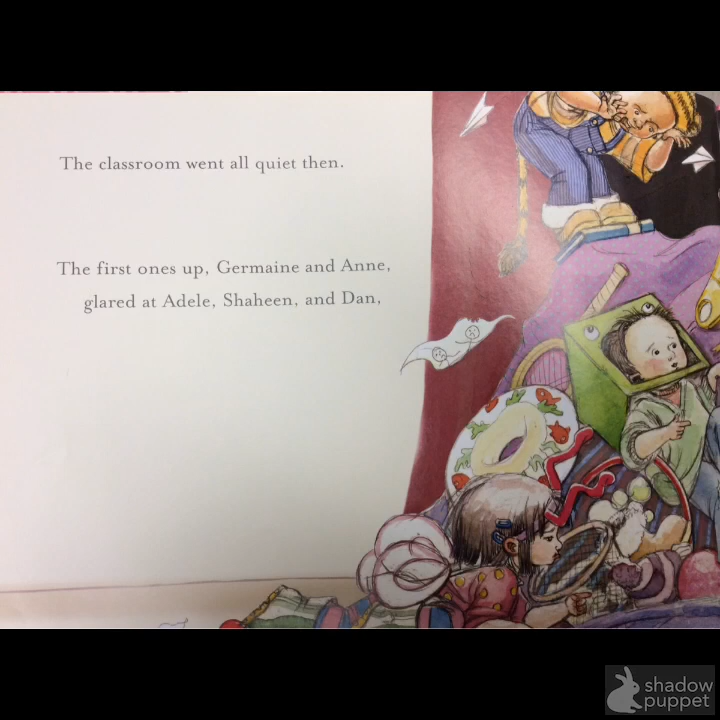 The classroom went all quiet then.
The first ones up, Germaine and Anne,
glared at Adele, Shaheen, and Dan,
shadow
puppet